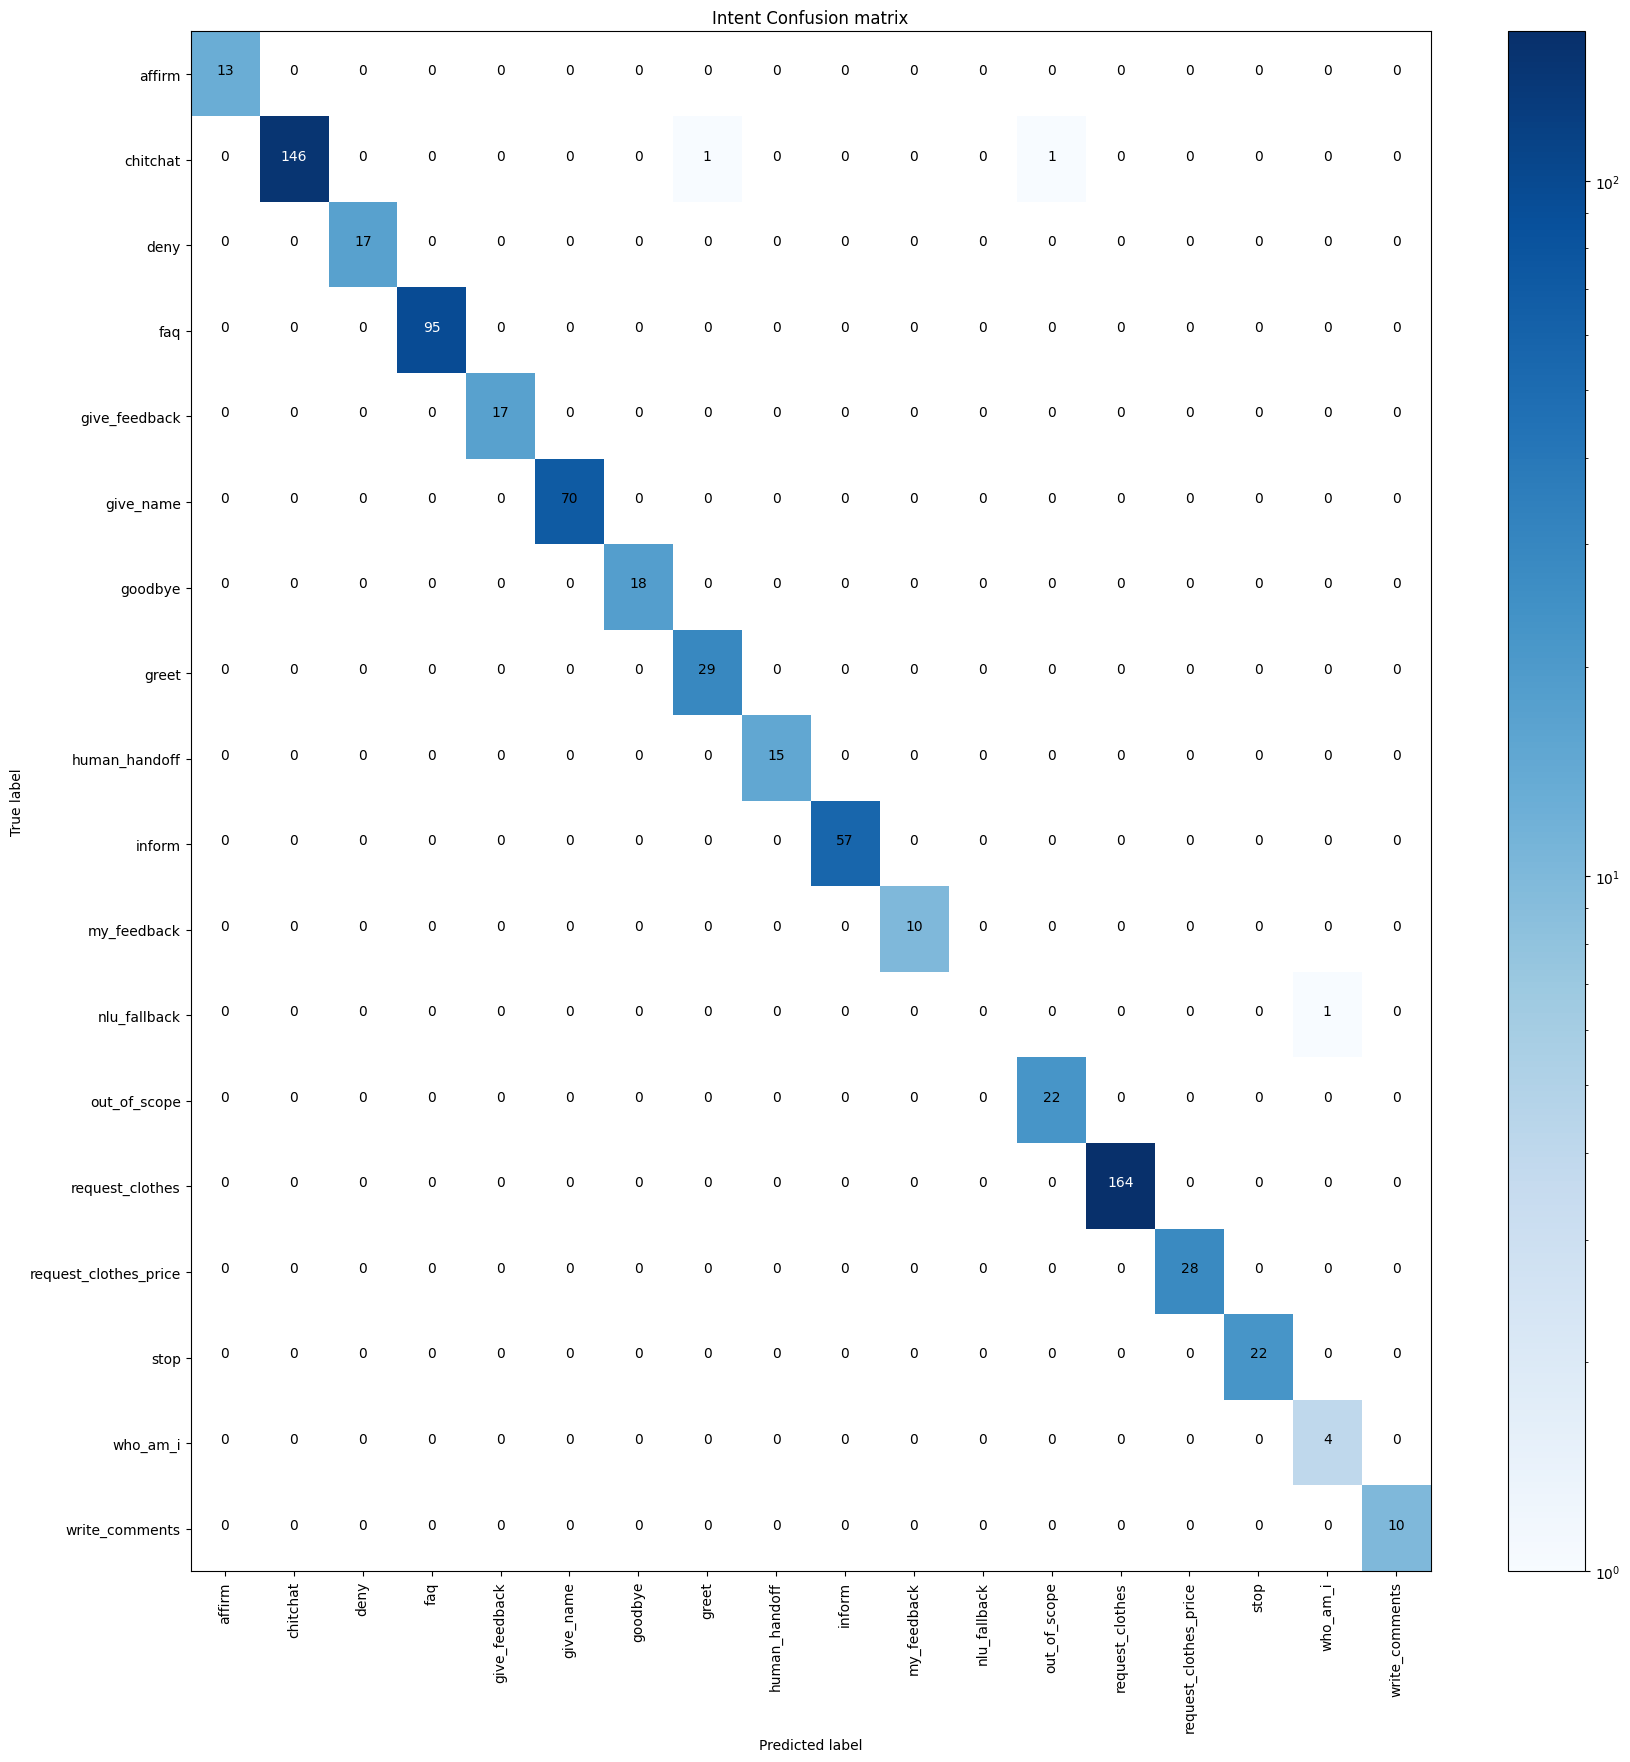 Intent Confusion matrix
affirm 13 0 0 0 0 0 0 0 0 0 0 0 0 0 0 0 0 0
chitchat 0 146 0 0 0 0 0 1 0 0 0 0 1 0 0 0 0 0
10²
deny 0 0 17 0 0 0 0 0 0 0 0 0 0 0 0 0 0 0
faq 0 0 0 95 0 0 0 0 0 0 0 0 0 0 0 0 0 0
give_feedback 0 0 0 0 17 0 0 0 0 0 0 0 0 0 0 0 0 0
give_name 0 0 0 0 0 70 0 0 0 0 0 0 0 0 0 0 0 0
goodbye 0 0 0 0 0 0 18 0 0 0 0 0 0 0 0 0 0 0
greet 0 0 0 0 0 0 0 29 0 0 0 0 0 0 0 0 0 0
human_handoff 0 0 0 0 0 0 0 0 15 0 0 0 0 0 0 0 0 0
True label
inform 0 0 0 0 0 0 0 0 0 57 0 0 0 0 0 0 0 0
10¹
my_feedback 0 0 0 0 0 0 0 0 0 0 10 0 0 0 0 0 0 0
nlu_fallback 0 0 0 0 0 0 0 0 0 0 0 0 0 0 0 0 1 0
out_of_scope 0 0 0 0 0 0 0 0 0 0 0 0 22 0 0 0 0 0
request_clothes 0 0 0 0 0 0 0 0 0 0 0 0 0 164 0 0 0 0
request_clothes_price 0 0 0 0 0 0 0 0 0 0 0 0 0 0 28 0 0 0
stop 0 0 0 0 0 0 0 0 0 0 0 0 0 0 0 22 0 0
who_am_i 0 0 0 0 0 0 0 0 0 0 0 0 0 0 0 0 4 0
write_comments 0 0 0 0 0 0 0 0 0 0 0 0 0 0 0 0 0 10
10⁰
affirm
chitchat
deny
faq
give_feedback
give_name
goodbye
greet
human_handoff
inform
my_feedback
nlu_fallback
out_of_scope
request_clothes
request_clothes_price
stop
who_am_i
write_comments
Predicted label